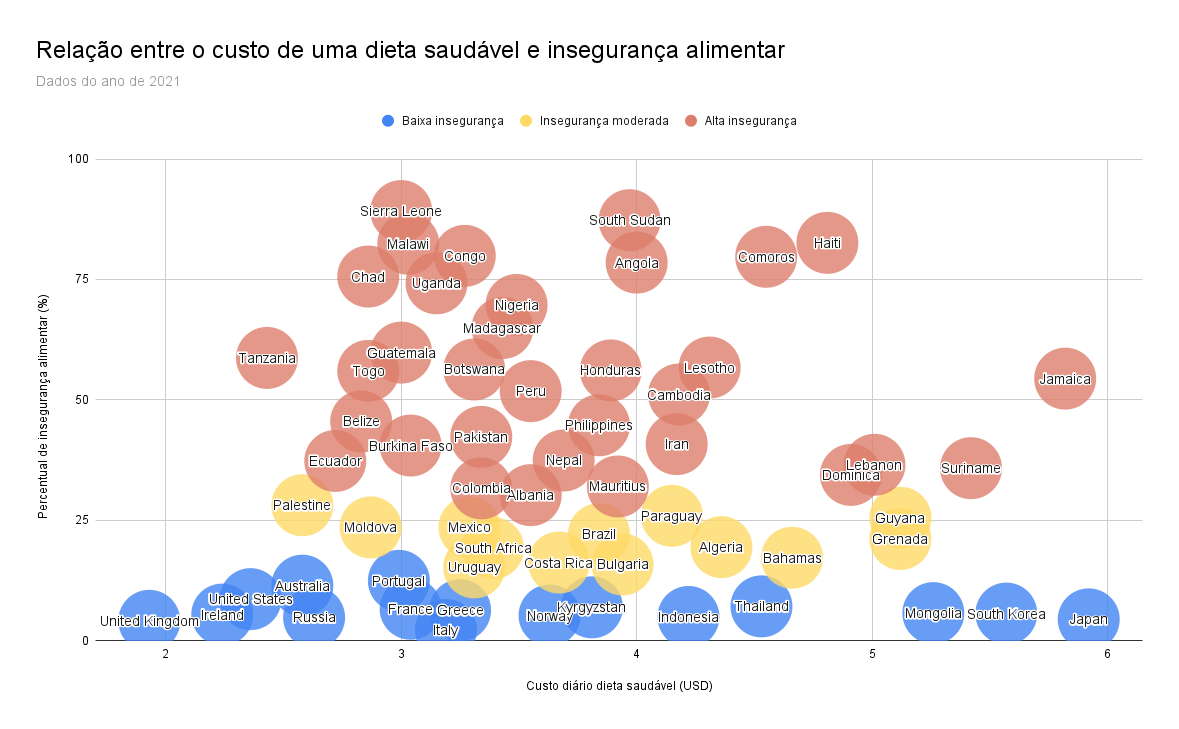 Relação entre o custo de uma dieta saudável e insegurança alimentar
Dados do ano de 2021
Baixa insegurança Insegurança moderada Alta insegurança
Percentual de insegurança alimentar (%)
100
75
50
25
0
Sierra Leone
South Sudan
Malawi
Haiti
Congo
Comoros
Angola
Chad
Uganda
Nigeria
Madagascar
Guatemala
Tanzania
Togo
Botswana
Honduras
Lesotho
Jamaica
Peru
Cambodia
Belize
Philippines
Pakistan
Burkina Faso
Iran
Ecuador
Nepal
Lebanon
Suriname
Dominica
Colombia
Albania
Mauritius
Palestine
Paraguay
Guyana
Moldova
Mexico
Brazil
Grenada
South Africa
Algeria
Bahamas
Uruguay
Costa Rica
Bulgaria
Portugal
Australia
United States
Ireland
United Kingdom
Russia
France
Greece
Italy
Norway
Kyrgyzstan
Indonesia
Thailand
Mongolia
South Korea
Japan
2 3 4 5 6
Custo diário dieta saudável (USD)